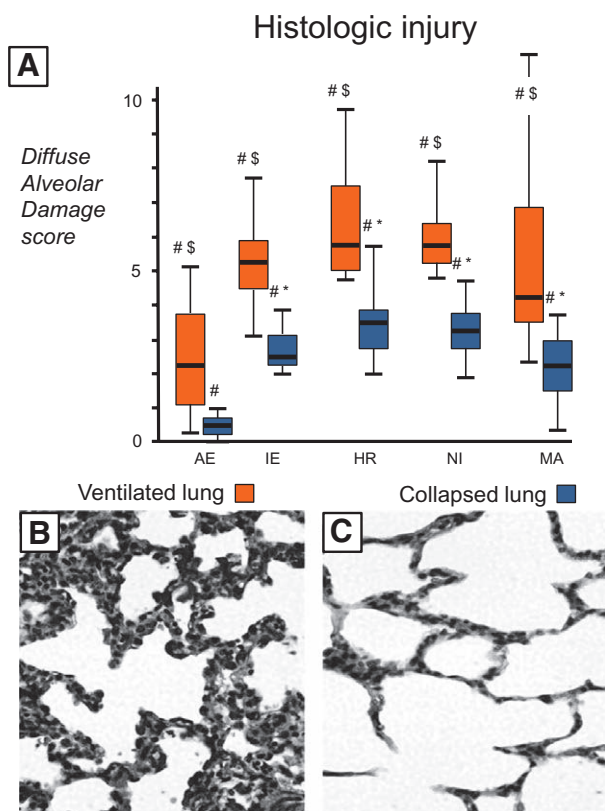 Histologic injury
A
Diffuse
Alveolar
Damage
score
10
5
0
# $
#
# $
# *
# $
# *
# $
# *
# $
# *
AE IE HR NI MA
Ventilated lung Collapsed lung
B C